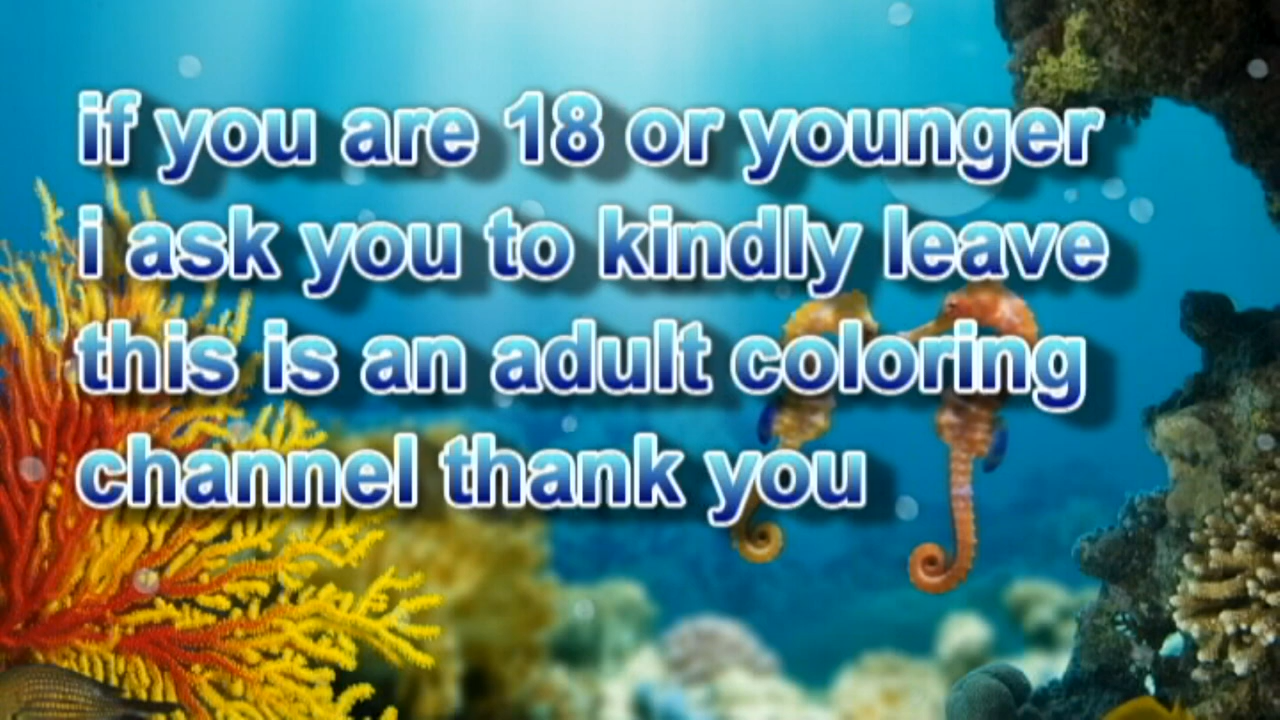 if you are 18 or younger
i ask you to kindly leave
this is an adult coloring
channel thank you